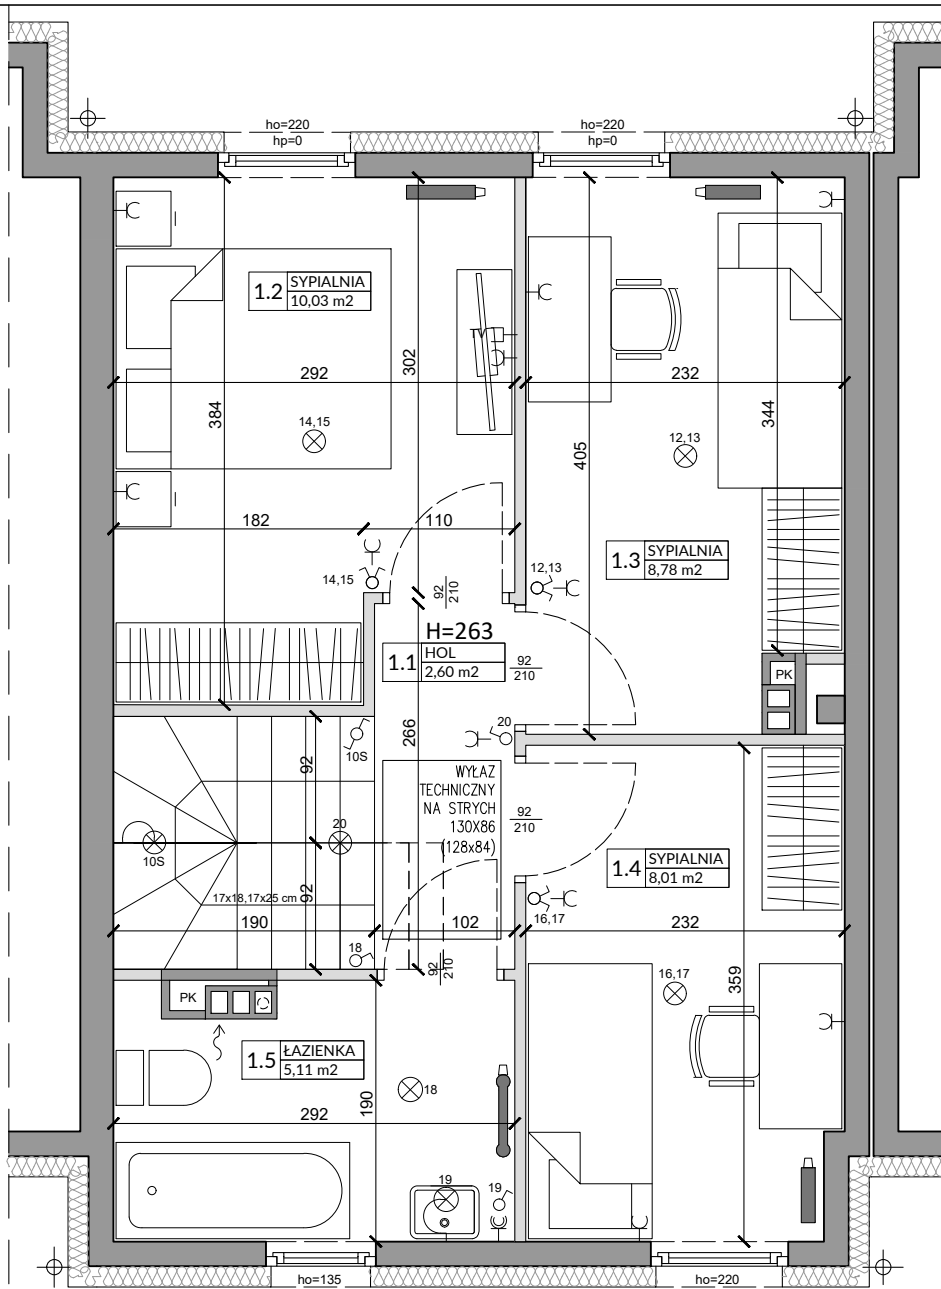 ho=220
hp=0
ho=220
hp=0
1.2
SYPIALNIA
10,03 m2
292
302
384
14,15
182
110
14,15
92
210
232
344
405
12,13
1.3
SYPIALNIA
8,78 m2
12,13
H=263
1.1
HOL
2,60 m2
92
210
PK
266
20
10S
92
WYŁAZ
TECHNICZNY
NA STRYCH
130X86
(128x84)
92
210
20
10S
1.4
SYPIALNIA
8,01 m2
17x18,17x25 cm
92
190
102
16,17
232
18
92
210
PK
16,17
359
1.5
ŁAZIENKA
5,11 m2
18
190
292
19
19
ho=135
ho=220